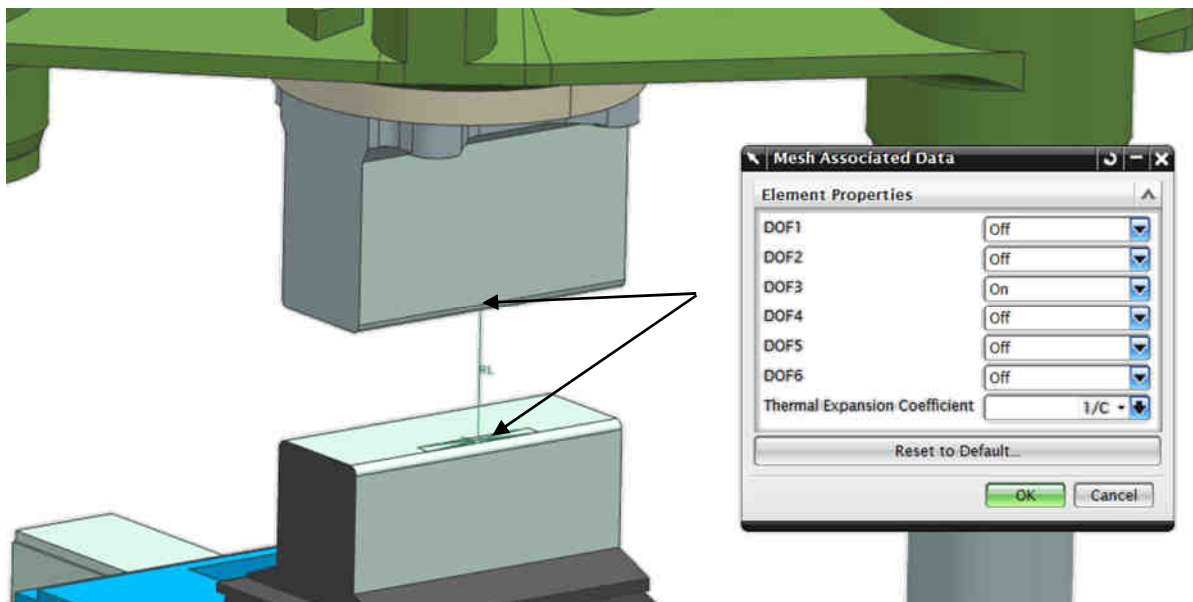 Mesh Associated Data
Element Properties
DOF1 Off
DOF2 Off
DOF3 On
DOF4 Off
DOF5 Off
DOF6 Off
Thermal Expansion Coefficient 1/C
Reset to Default...
OK Cancel
RL